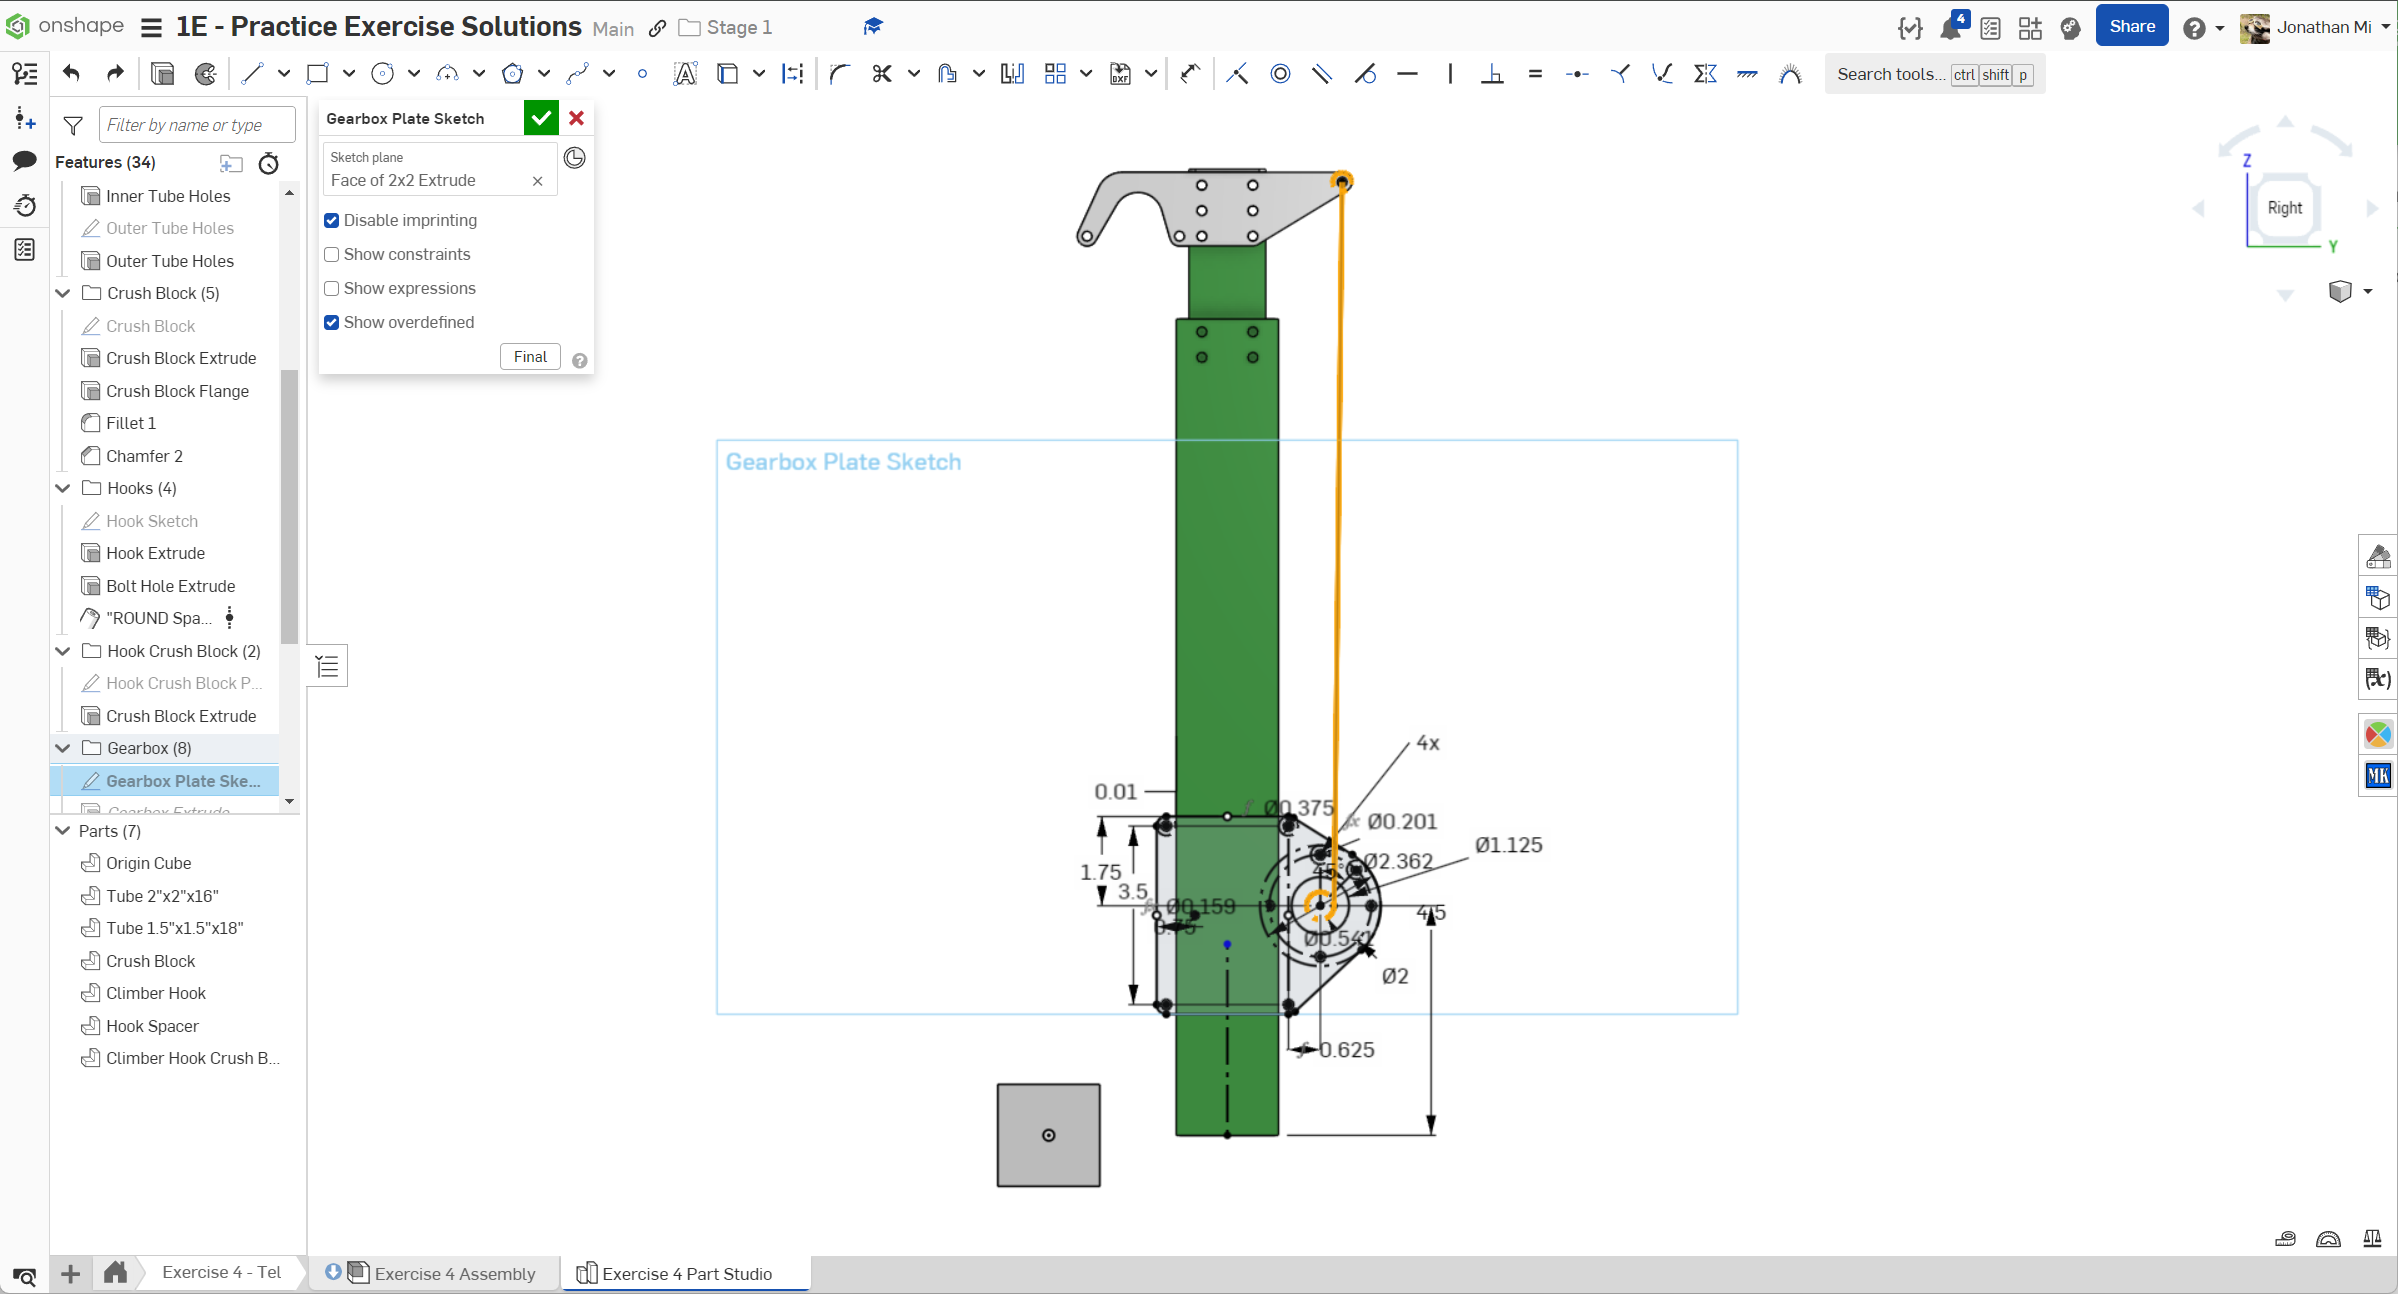 onshape
1E - Practice Exercise Solutions Main Stage 1
4
Share
Jonathan Mi
Search tools... ctrl shift p
Filter by name or type
Features (34)
Inner Tube Holes
Outer Tube Holes
Outer Tube Holes
Crush Block (5)
Crush Block
Crush Block Extrude
Crush Block Flange
Fillet 1
Chamfer 2
Hooks (4)
Hook Sketch
Hook Extrude
Bolt Hole Extrude
"ROUND Spa...
Hook Crush Block (2)
Hook Crush Block P...
Crush Block Extrude
Gearbox (8)
Gearbox Plate Ske...
Gearbox Extrude
Parts (7)
Origin Cube
Tube 2"x2"x16"
Tube 1.5"x1.5"x18"
Crush Block
Climber Hook
Hook Spacer
Climber Hook Crush B...
Gearbox Plate Sketch
Sketch plane
Face of 2x2 Extrude
Disable imprinting
Show constraints
Show expressions
Show overdefined
Final
Gearbox Plate Sketch
4x
0.01
Ø0.375
Ø0.201
Ø1.125
Ø2.362
45°
1.75
3.5
Ø0.159
0.75
4.5
Ø0.541
Ø2
0.625
Z
Right
Y
DXF
(x)
MK
Exercise 4 - Tel
Exercise 4 Assembly
Exercise 4 Part Studio